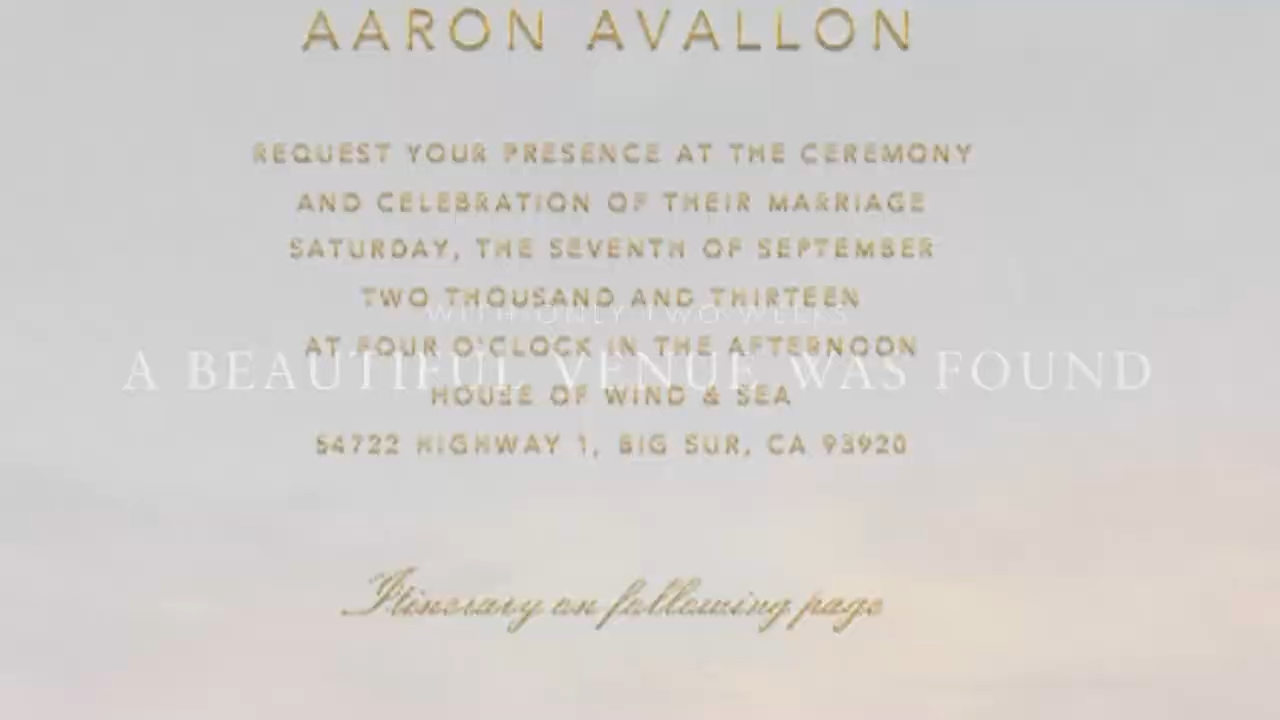 AARON AVALLON
REQUEST YOUR PRESENCE AT THE CEREMONY
AND CELEBRATION OF THEIR MARRIAGE
SATURDAY, THE SEVENTH OF SEPTEMBER
TWO THOUSAND AND THIRTEEN
WITH ONLY TWO WEEKS
AT FOUR O'CLOCK IN THE AFTERNOON
A BEAUTIFUL VENUE WAS FOUND
HOUSE OF WIND & SEA
54722 HIGHWAY 1, BIG SUR, CA 93920
Itinerary on following page